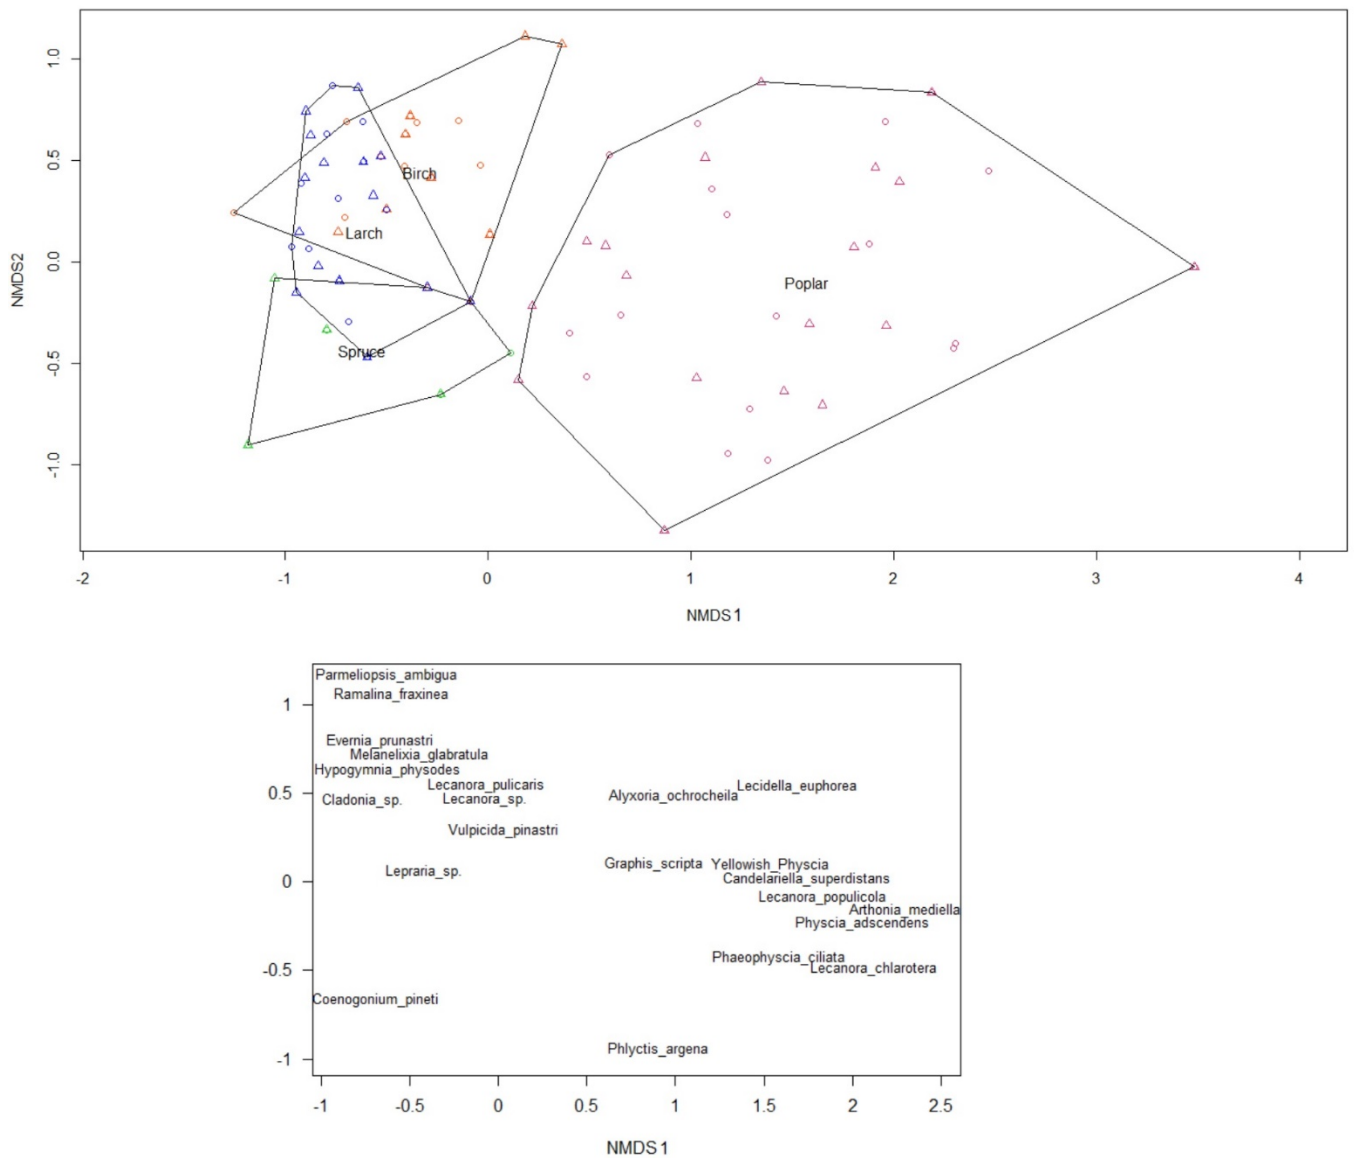 1.0
0.5
0.0
-0.5
-1.0
NMDS2
Birch
Larch
Spruce
Poplar
-2 -1 0 1 2 3 4
NMDS1
Parmeliopsis_ambigua
Ramalina_fraxinea
Evernia_prunastri
Melanelixia_glabratula
Hypogymnia_physodes
Lecanora_pulicaris
Lecidella_euphorea
Cladonia_sp.
Lecanora_sp.
Alyxoria_ochrocheila
Vulpicida_pinastri
Lepraria_sp.
Graphis_scripta
Yellowish_Physcia
Candelariella_superdistans
Lecanora_populicola
Arthonia_mediella
Physcia_adscendens
Phaeophyscia_ciliata
Lecanora_chlarotera
Coenogonium_pineti
Phlyctis_argena
1
0.5
0
-0.5
-1
-1 -0.5 0 0.5 1 1.5 2 2.5
NMDS1